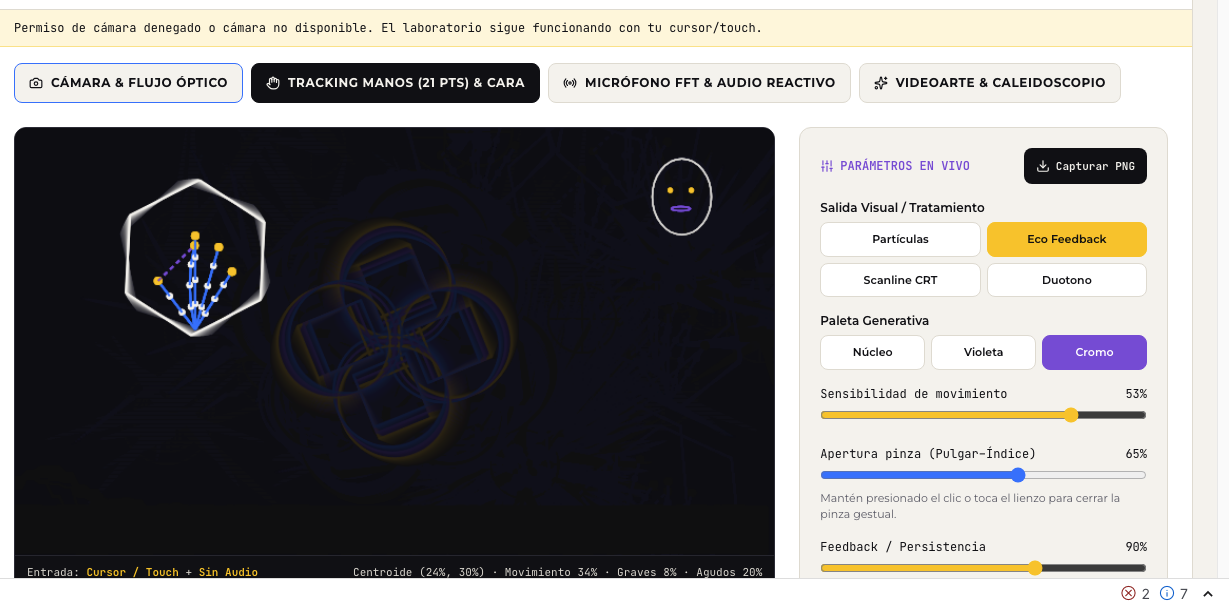 Permiso de cámara denegado o cámara no disponible. El laboratorio sigue funcionando con tu cursor/touch.
CÁMARA & FLUJO ÓPTICO
TRACKING MANOS (21 PTS) & CARA
MICRÓFONO FFT & AUDIO REACTIVO
VIDEOARTE & CALEIDOSCOPIO
PARÁMETROS EN VIVO
Capturar PNG
Salida Visual / Tratamiento
Partículas
Eco Feedback
Scanline CRT
Duotono
Paleta Generativa
Núcleo
Violeta
Cromo
Sensibilidad de movimiento 53%
Apertura pinza (Pulgar–Índice) 65%
Mantén presionado el clic o toca el lienzo para cerrar la
pinza gestual.
Feedback / Persistencia 90%
Entrada: Cursor / Touch + Sin Audio
Centroide (24%, 30%) · Movimiento 34% · Graves 8% · Agudos 20%
2 7